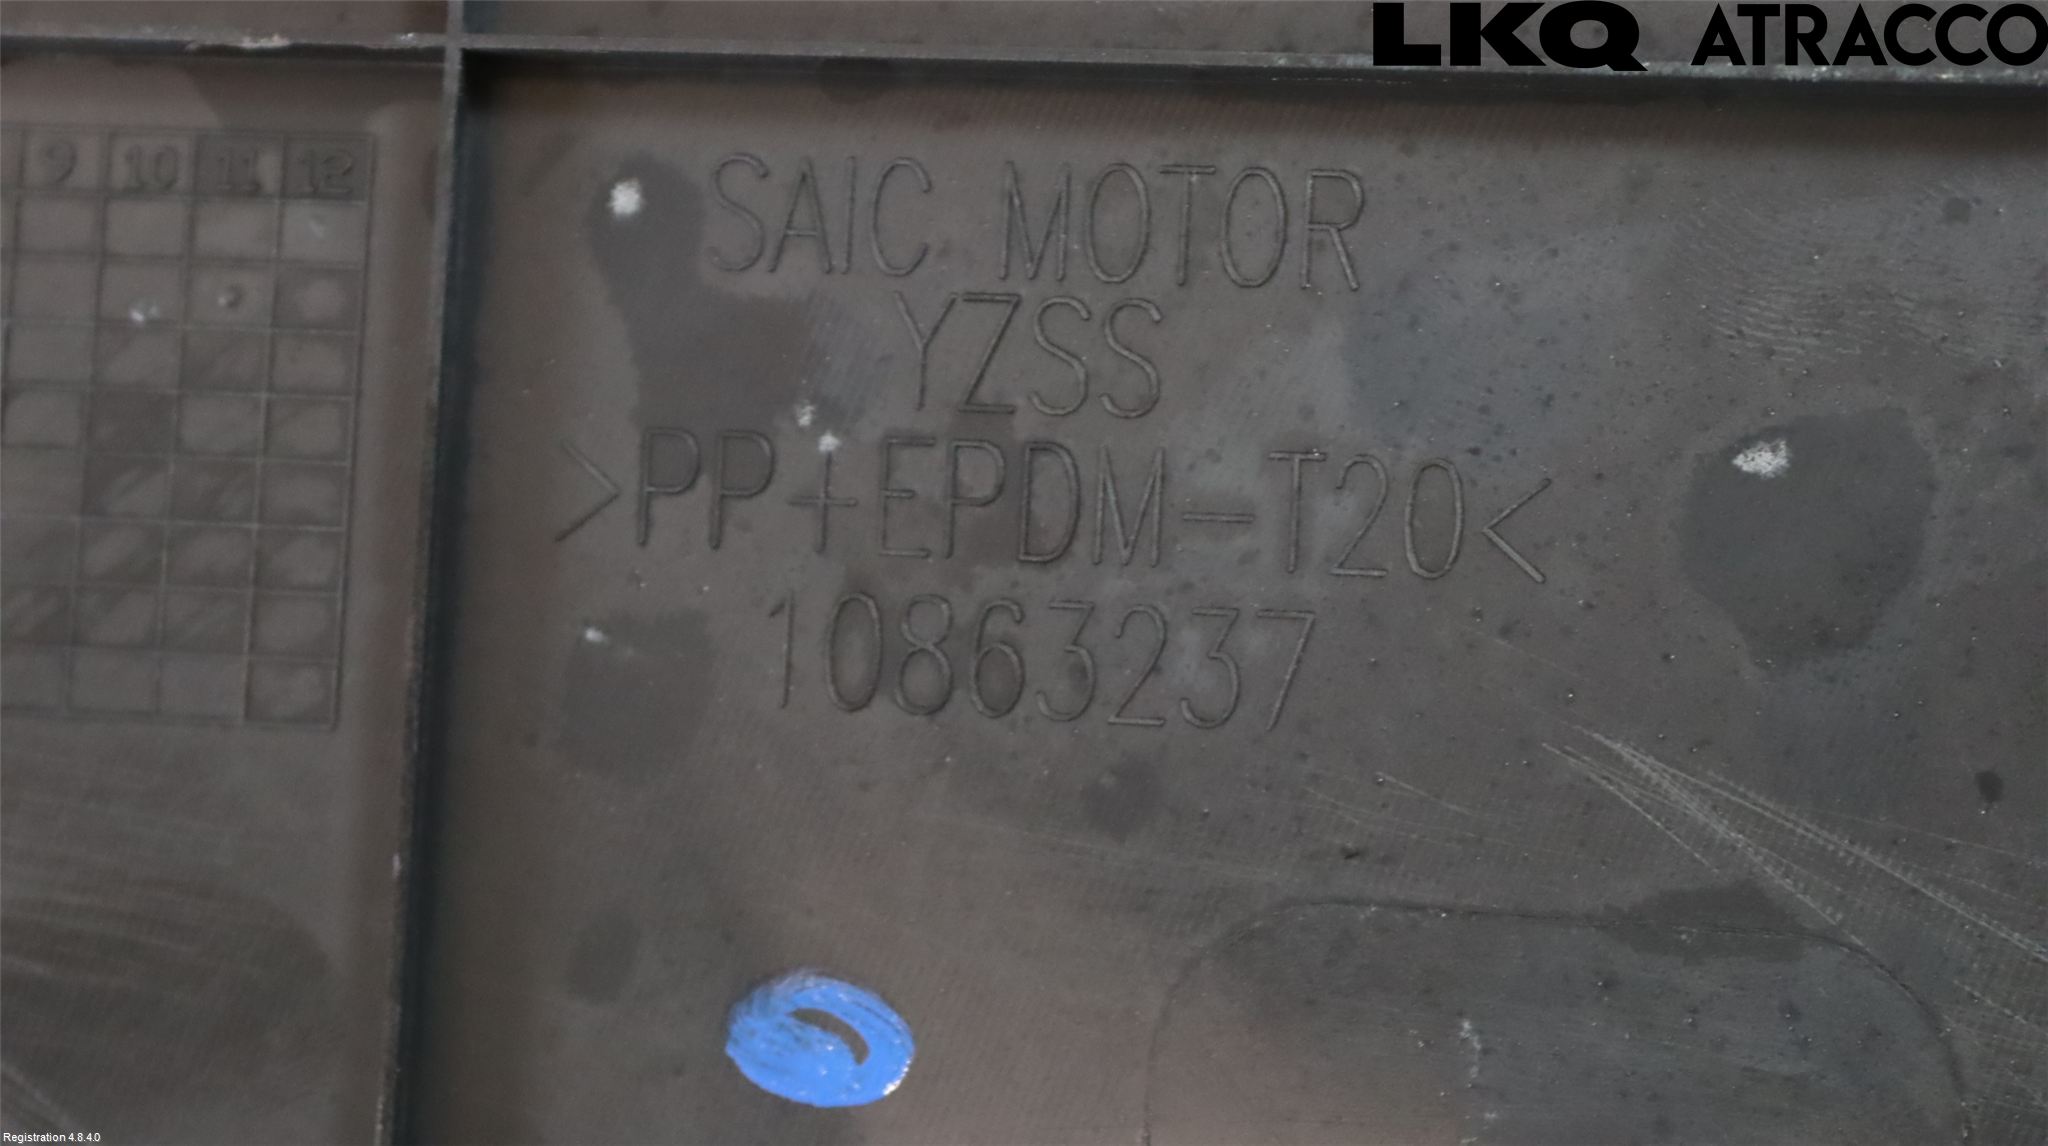 LKQ ATRACCO
9 10 11 12
SAIC MOTOR
YZSS
>PP+EPDM-T20<
10863237
Registration 4.8.4.0